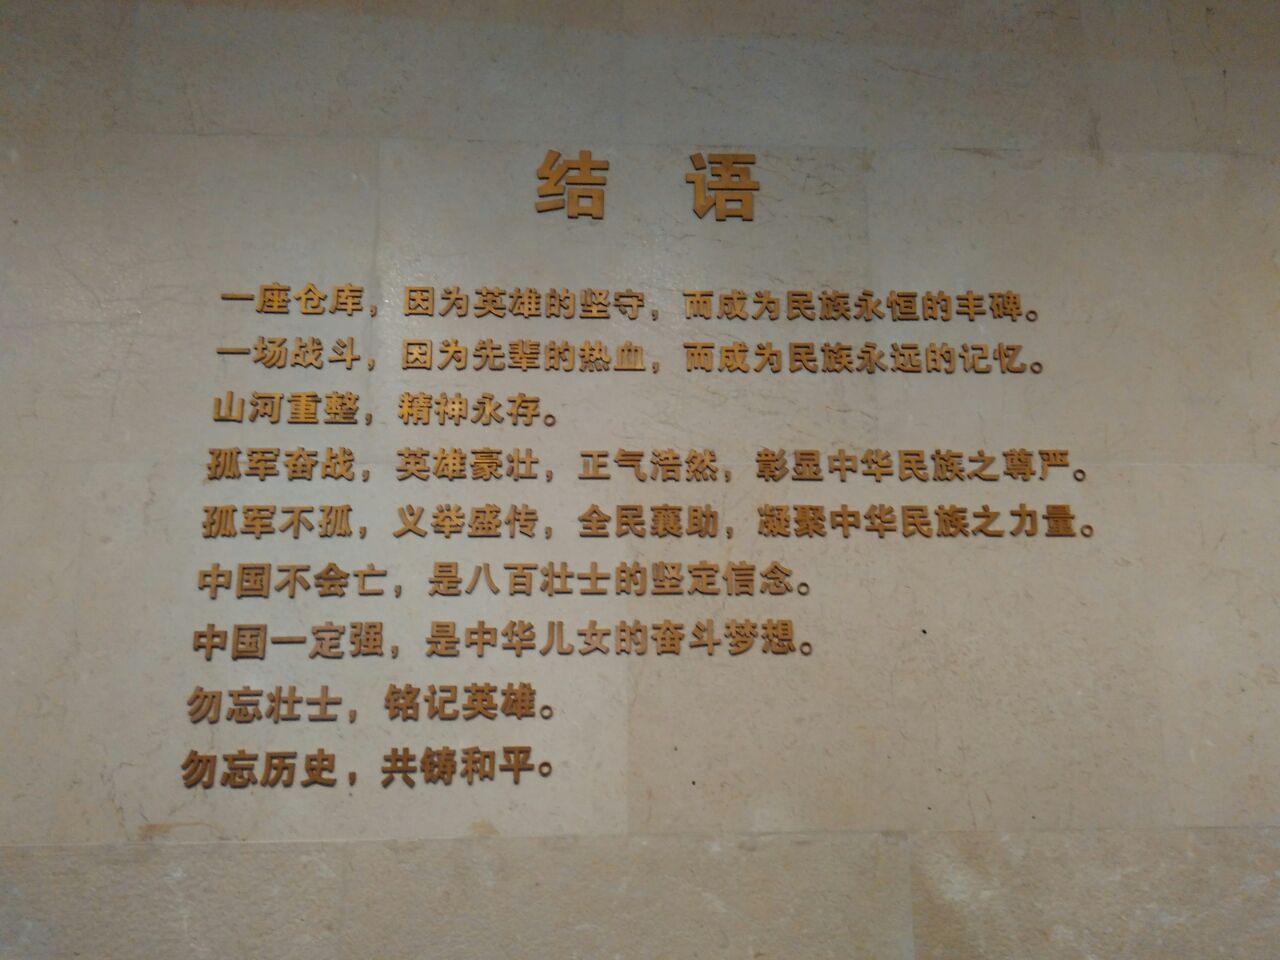 结 语
一座仓库，因为英雄的坚守，而成为民族永恒的丰碑。
一场战斗，因为先辈的热血，而成为民族永远的记忆。
山河重整，精神永存。
孤军奋战，英雄豪壮，正气浩然，彰显中华民族之尊严。
孤军不孤，义举盛传，全民襄助，凝聚中华民族之力量。
中国不会亡，是八百壮士的坚定信念。
中国一定强，是中华儿女的奋斗梦想。
勿忘壮士，铭记英雄。
勿忘历史，共铸和平。